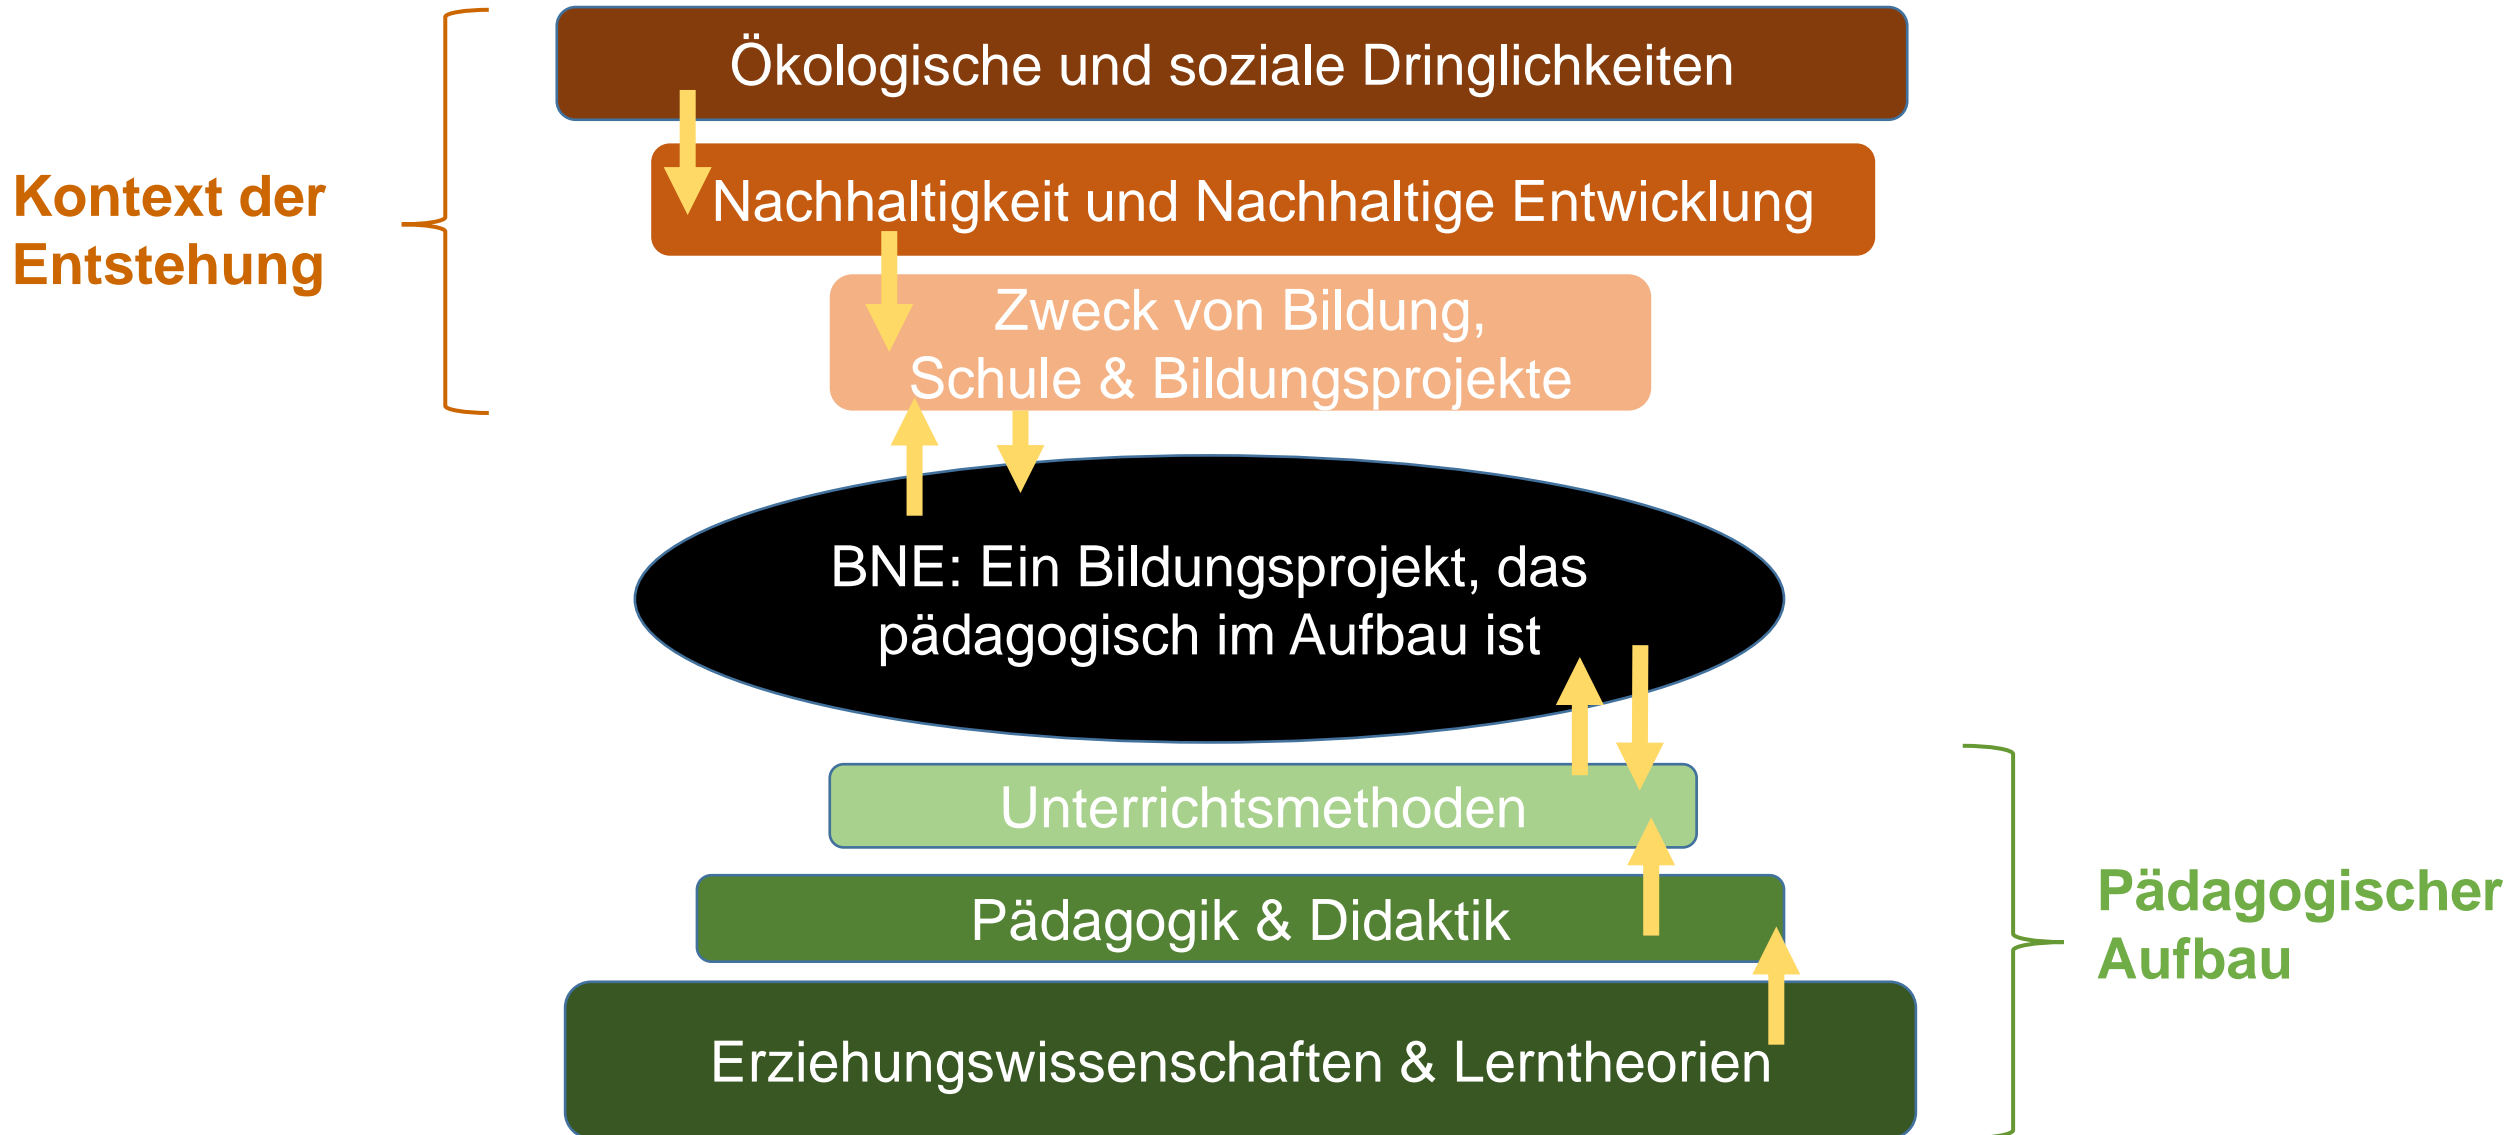 Ökologische und soziale Dringlichkeiten
Nachhaltigkeit und Nachhaltige Entwicklung
Kontext der
Entstehung
Zweck von Bildung,
Schule & Bildungsprojekte
BNE: Ein Bildungsprojekt, das
pädagogisch im Aufbau ist
Unterrichtsmethoden
Pädagogik & Didaktik
Pädagogischer
Aufbau
Erziehungswissenschaften & Lerntheorien